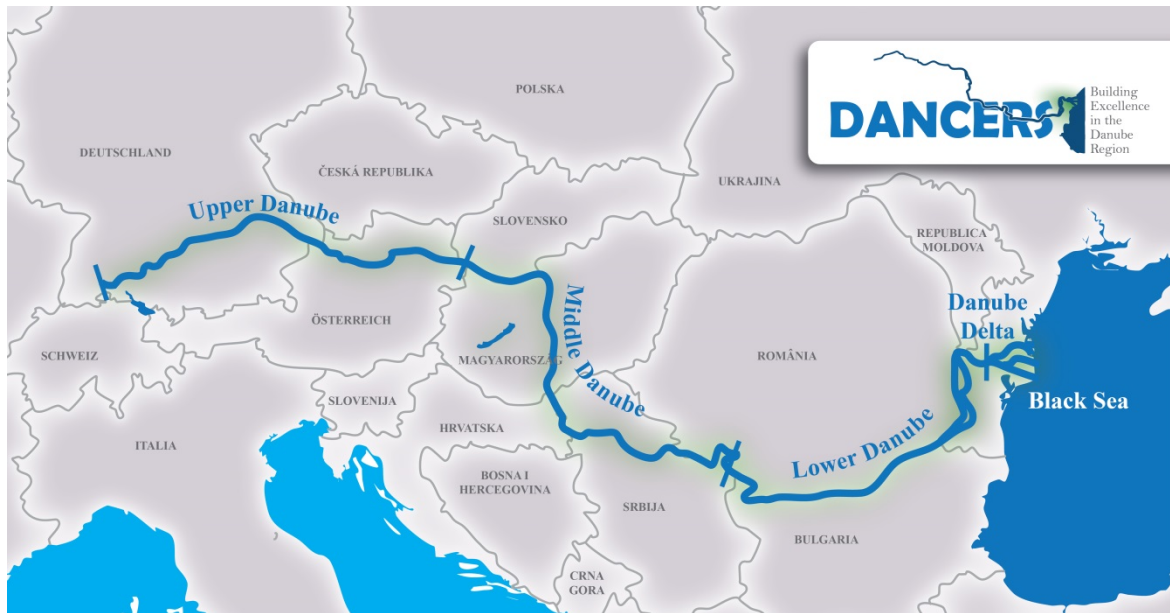 POLSKA
Building
Excellence
in the
Danube
Region
DANCERS
DEUTSCHLAND
ČESKÁ REPUBLIKA
UKRAJINA
Upper Danube
SLOVENSKO
REPUBLICA
MOLDOVA
Danube
Delta
ÖSTERREICH
Middle Danube
SCHWEIZ
MAGYARORSZÁG
ROMÂNIA
SLOVENIJA
Black Sea
HRVATSKA
ITALIA
Lower Danube
BOSNA I
HERCEGOVINA
SRBIJA
BULGARIA
CRNA
GORA